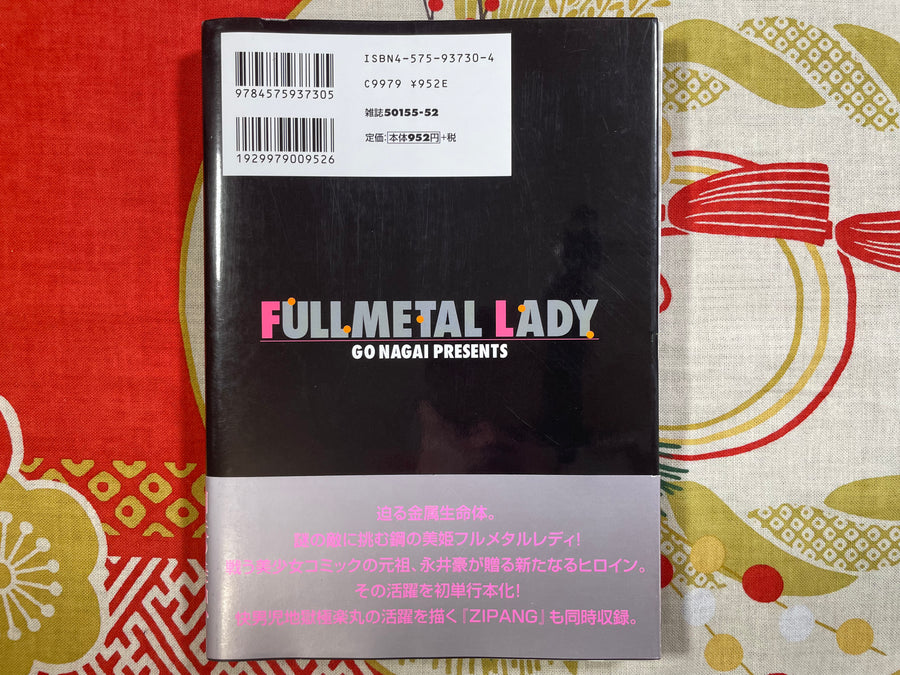 ISBN4-575-93730-4
C9979 ¥952E
9784575937305
雑誌50155-52
定価:本体952円+税
1929979009526
FULLMETAL LADY
GO NAGAI PRESENTS
迫る金属生命体。
謎の敵に挑む鋼の美姫フルメタルレディ!
戦う美少女コミックの元祖、永井豪が贈る新たなるヒロイン。
その活躍を初単行本化!
快男児地獄極楽丸の活躍を描く『ZIPANG』も同時収録。